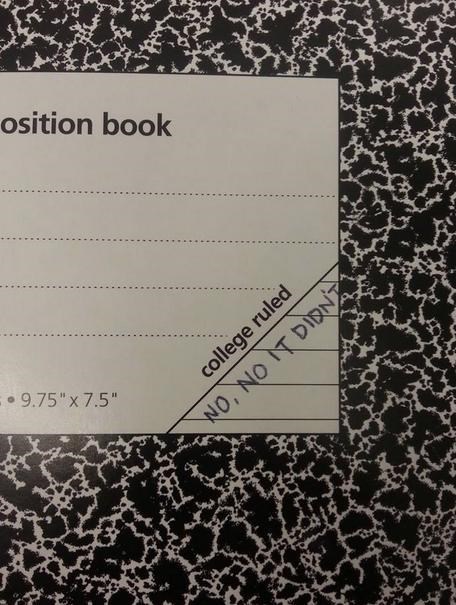 osition book
college ruled
NO, NO IT DIDN'T
• 9.75" x 7.5"